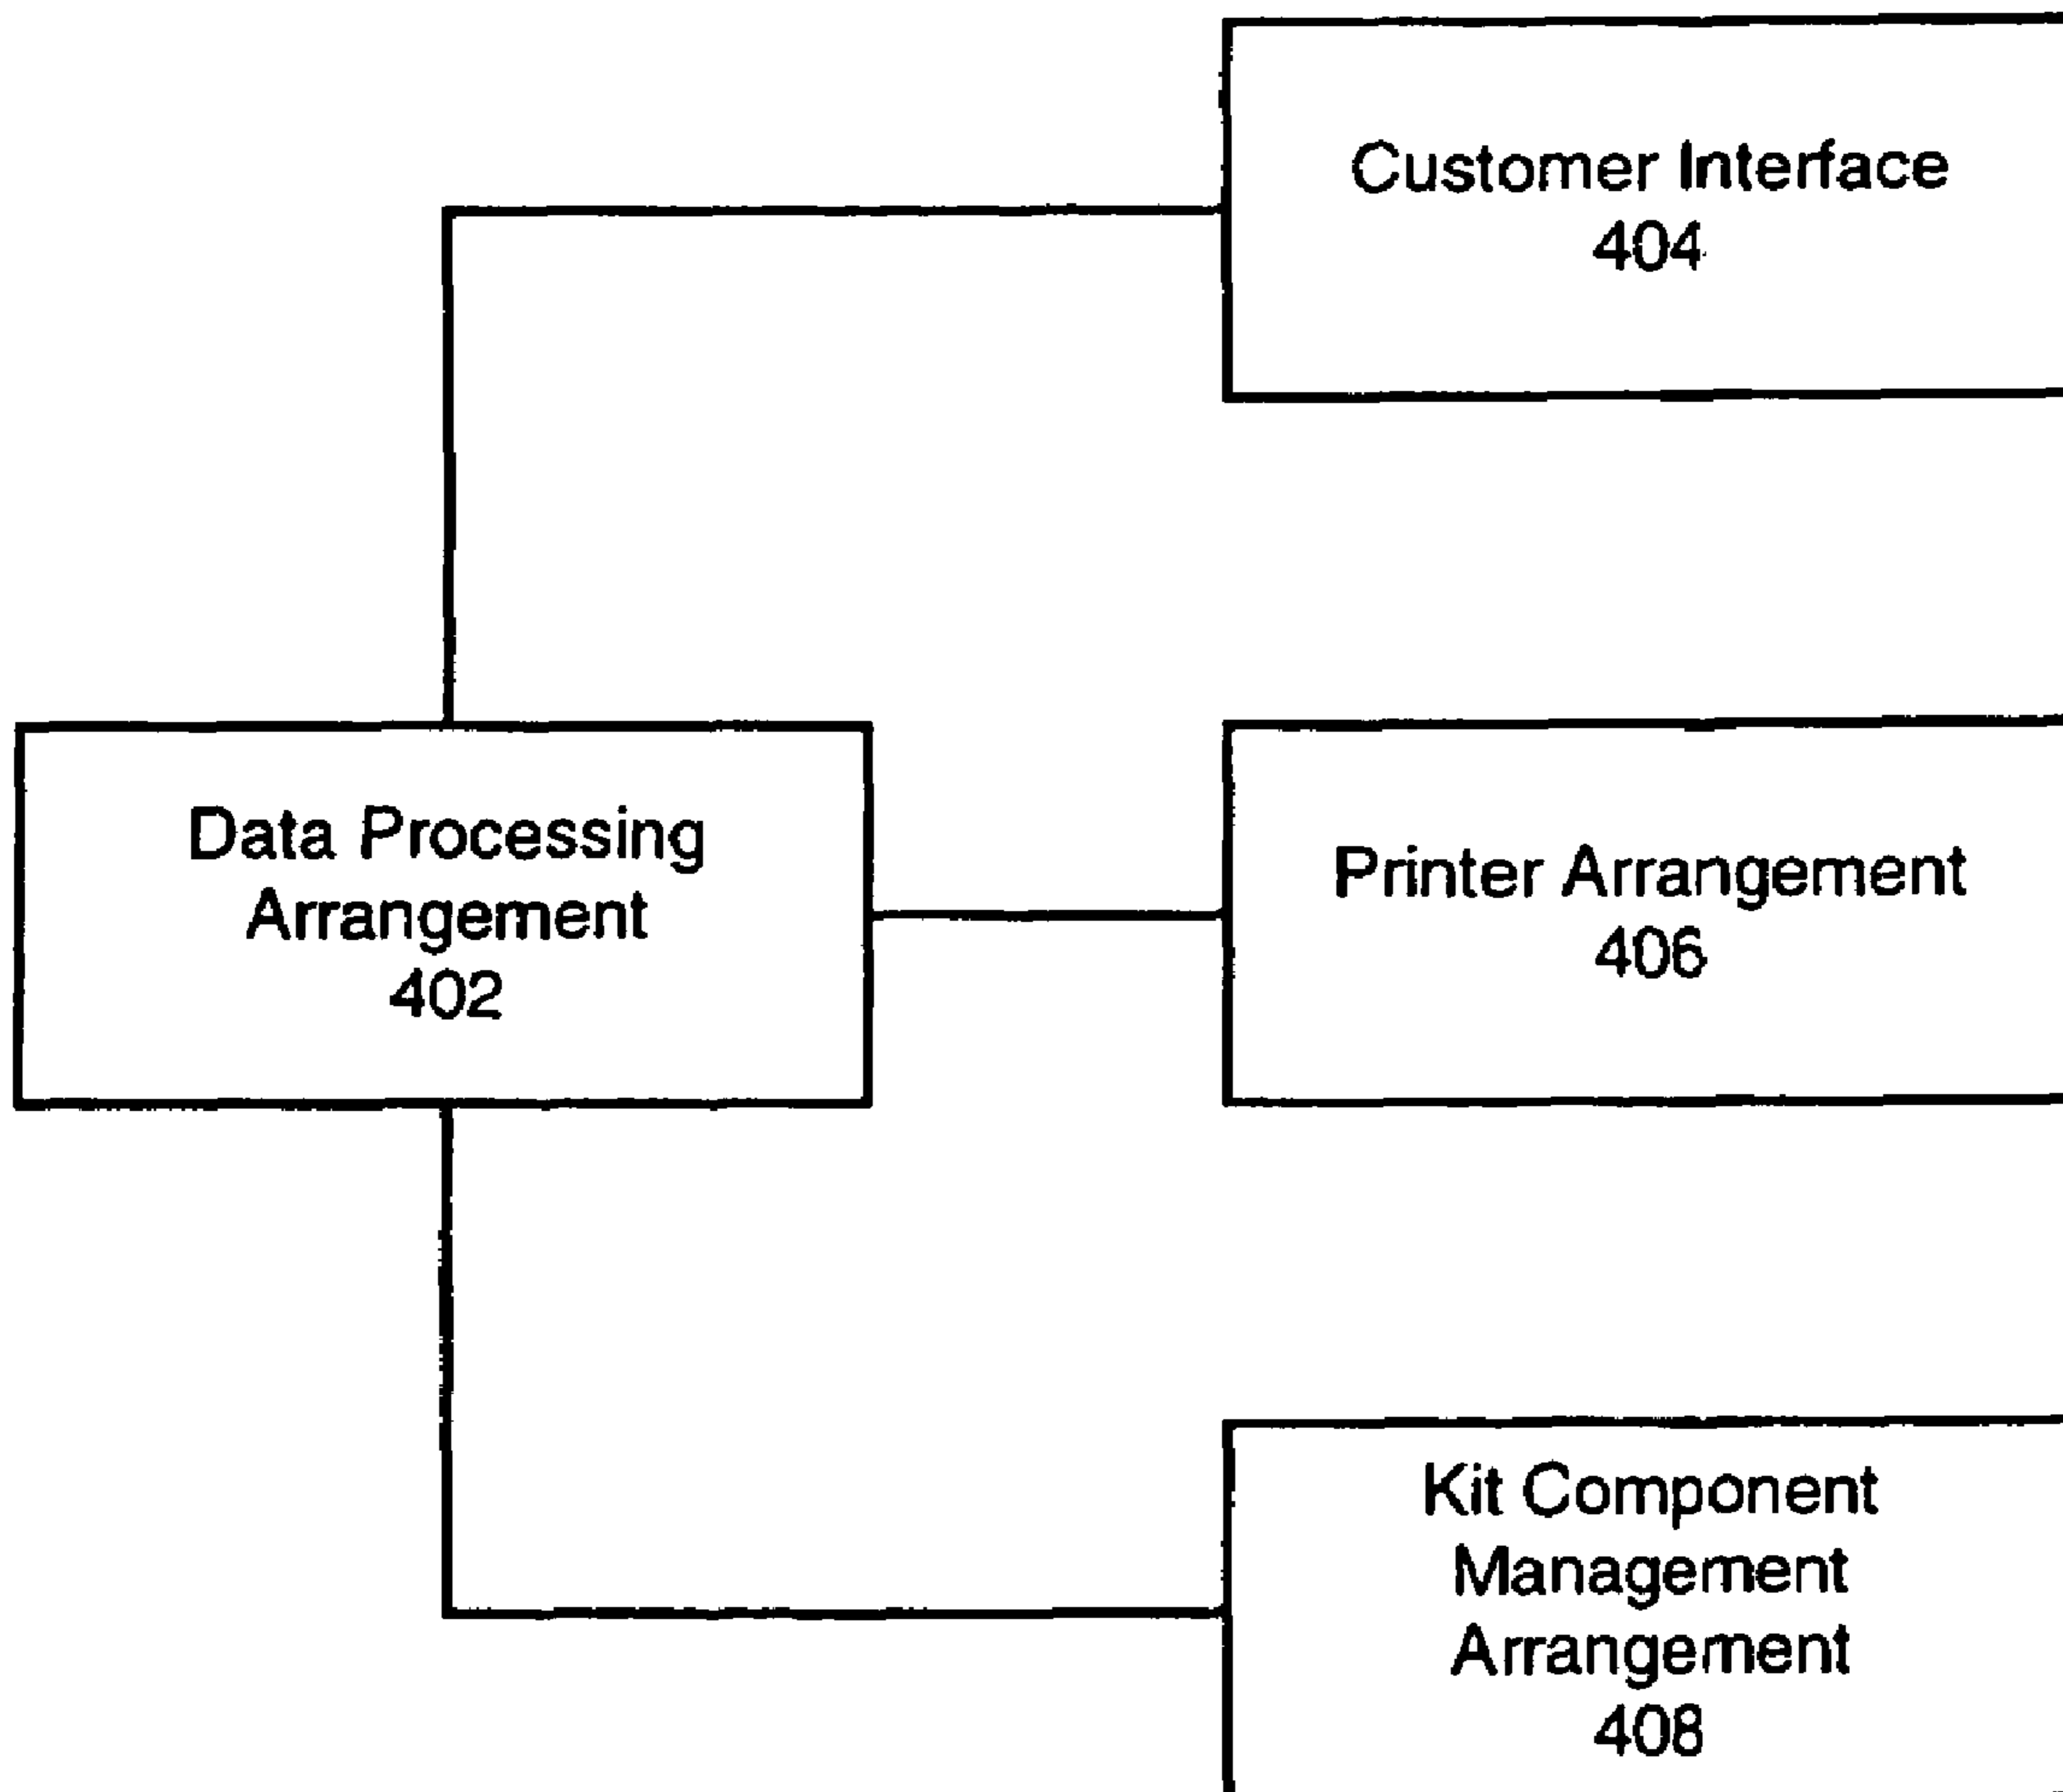 Customer Interface
404
Data Processing
Arrangement
402
Printer Arrangement
406
Kit Component
Management
Arrangement
408